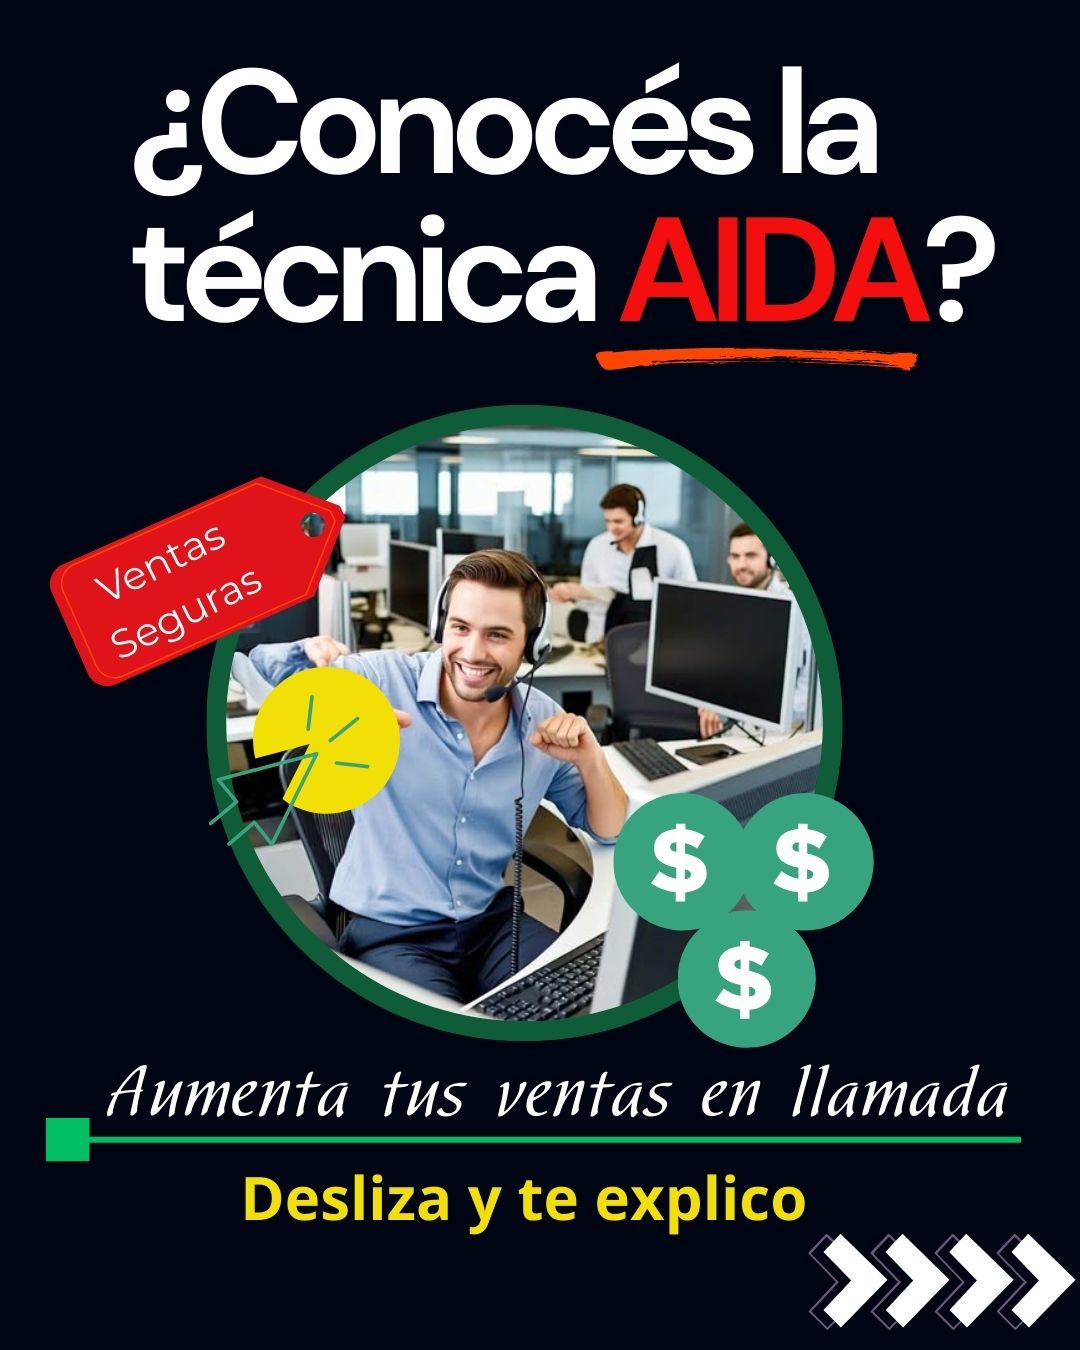 ¿Conocés la
técnica AIDA?
Ventas
Seguras
$ $
$
Aumenta tus ventas en llamada
Desliza y te explico